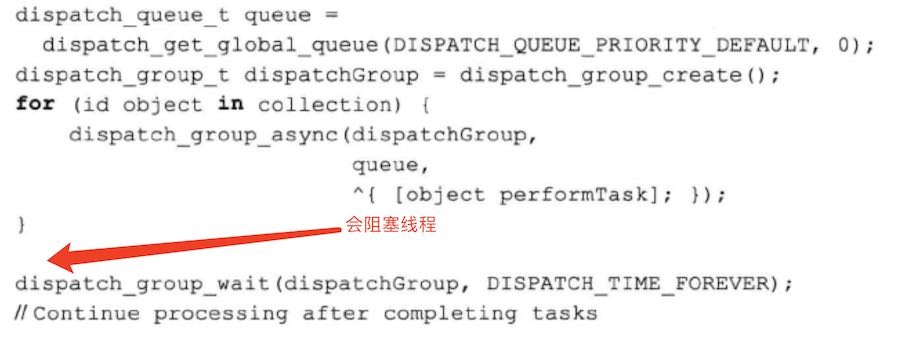 dispatch_queue_t queue =
dispatch_get_global_queue(DISPATCH_QUEUE_PRIORITY_DEFAULT, 0);
dispatch_group_t dispatchGroup = dispatch_group_create();
for (id object in collection) {
dispatch_group_async(dispatchGroup,
queue,
^{ [object performTask]; });
}
会阻塞线程
dispatch_group_wait(dispatchGroup, DISPATCH_TIME_FOREVER);
// Continue processing after completing tasks